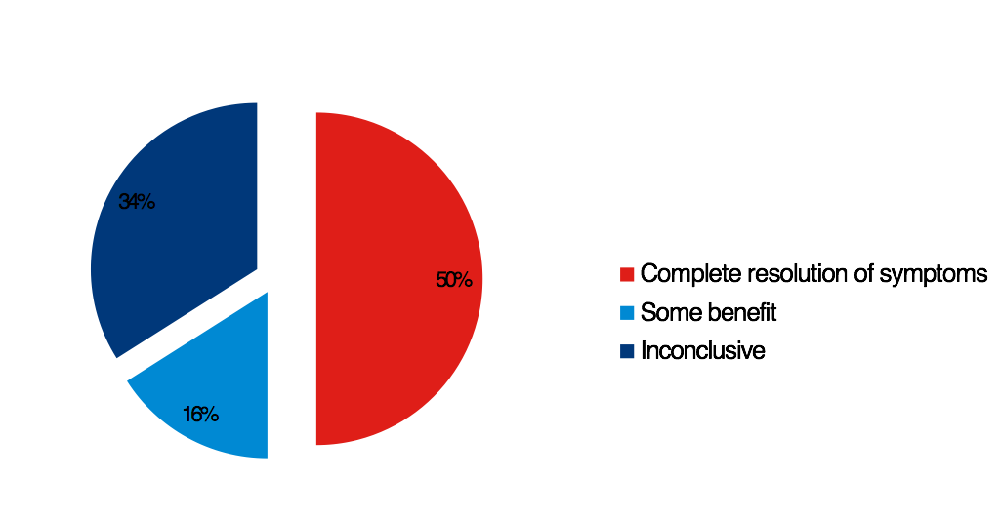 34%
50%
16%
Complete resolution of symptoms
Some benefit
Inconclusive